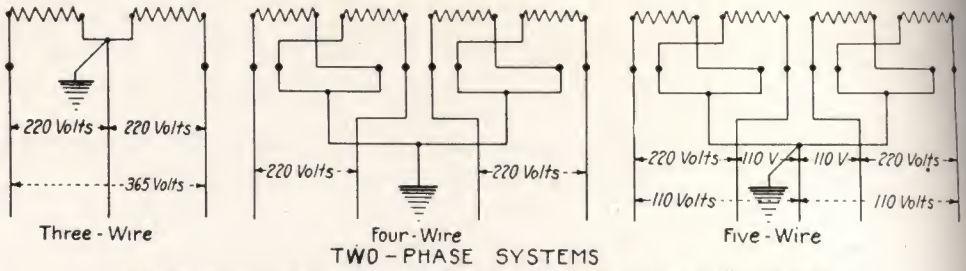 220 Volts 220 Volts
365 Volts
Three-Wire
220 Volts 220 Volts
Four-Wire
220 Volts 110 V 110 V 220 Volts
110 Volts 110 Volts
Five-Wire
TWO-PHASE SYSTEMS